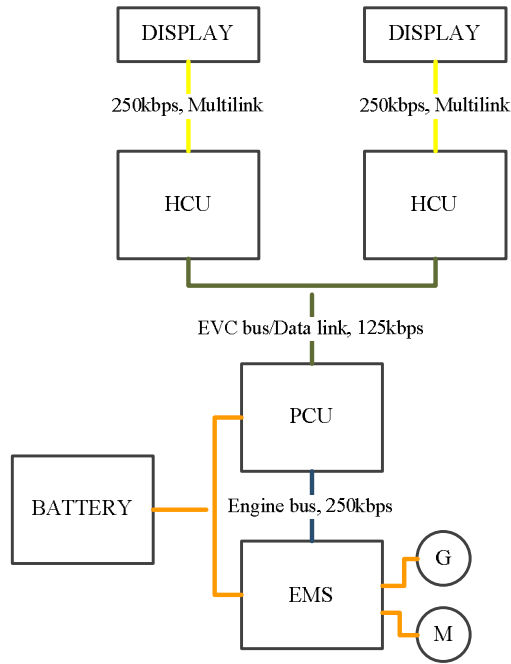 DISPLAY
DISPLAY
250kbps, Multilink
250kbps, Multilink
HCU
HCU
EVC bus/Data link, 125kbps
PCU
BATTERY
Engine bus, 250kbps
G
EMS
M